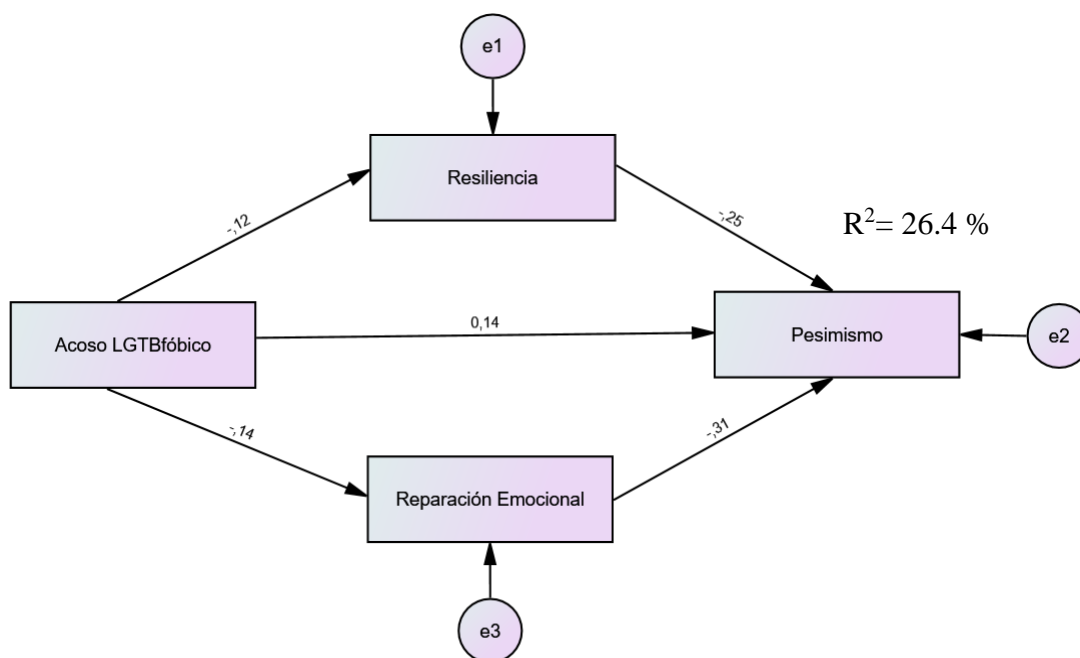 e1
Resiliencia
-,12
-,25
R²= 26.4 %
Acoso LGTBfóbico
0,14
Pesimismo
e2
-,14
-,31
Reparación Emocional
e3